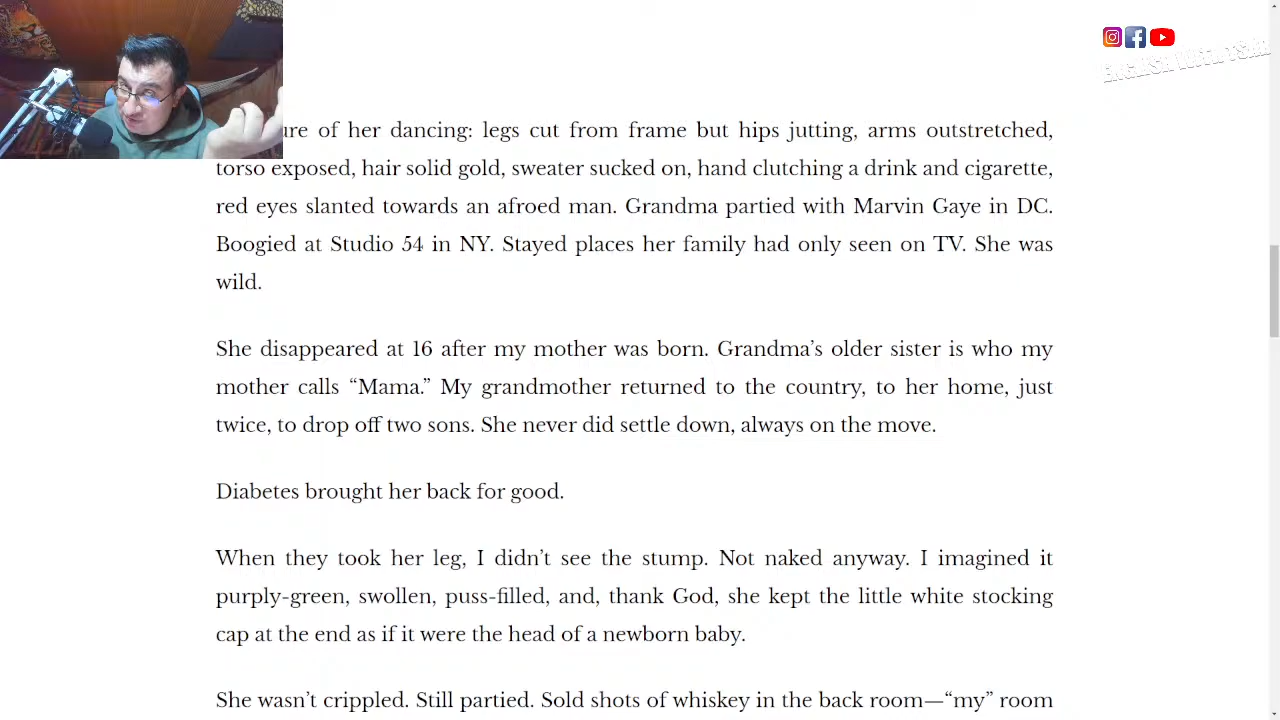 ENGLISH WITH TSAR
of her dancing: legs cut from frame but hips jutting, arms outstretched,
torso exposed, hair solid gold, sweater sucked on, hand clutching a drink and cigarette,
red eyes slanted towards an afroed man. Grandma partied with Marvin Gaye in DC.
Boogied at Studio 54 in NY. Stayed places her family had only seen on TV. She was
wild.
She disappeared at 16 after my mother was born. Grandma’s older sister is who my
mother calls “Mama.” My grandmother returned to the country, to her home, just
twice, to drop off two sons. She never did settle down, always on the move.
Diabetes brought her back for good.
When they took her leg, I didn’t see the stump. Not naked anyway. I imagined it
purply-green, swollen, puss-filled, and, thank God, she kept the little white stocking
cap at the end as if it were the head of a newborn baby.
She wasn’t crippled. Still partied. Sold shots of whiskey in the back room—“my” room